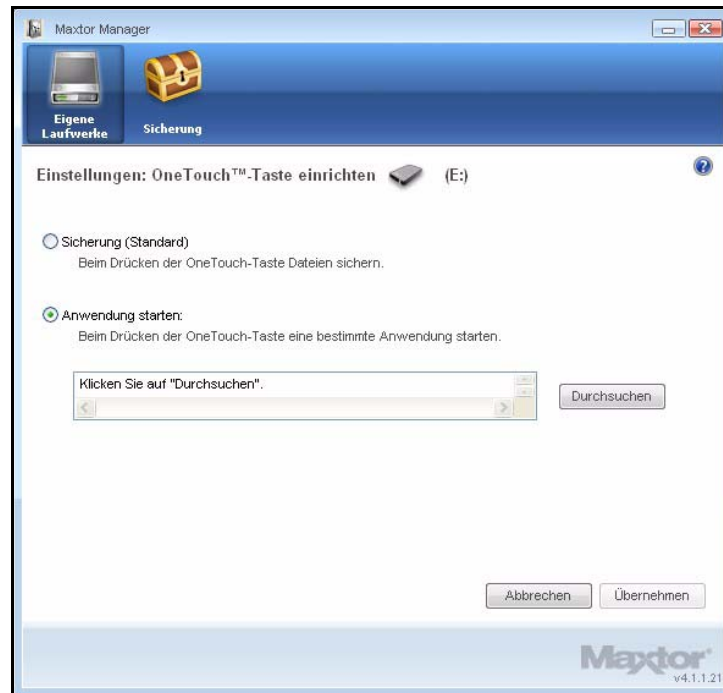 Maxtor Manager
Eigene
Laufwerke
Sicherung
Einstellungen: OneTouch™-Taste einrichten (E:)
Sicherung (Standard)
Beim Drücken der OneTouch-Taste Dateien sichern.
Anwendung starten:
Beim Drücken der OneTouch-Taste eine bestimmte Anwendung starten.
Klicken Sie auf "Durchsuchen".
Durchsuchen
Abbrechen
Übernehmen
Maxtor
v4.1.1.21